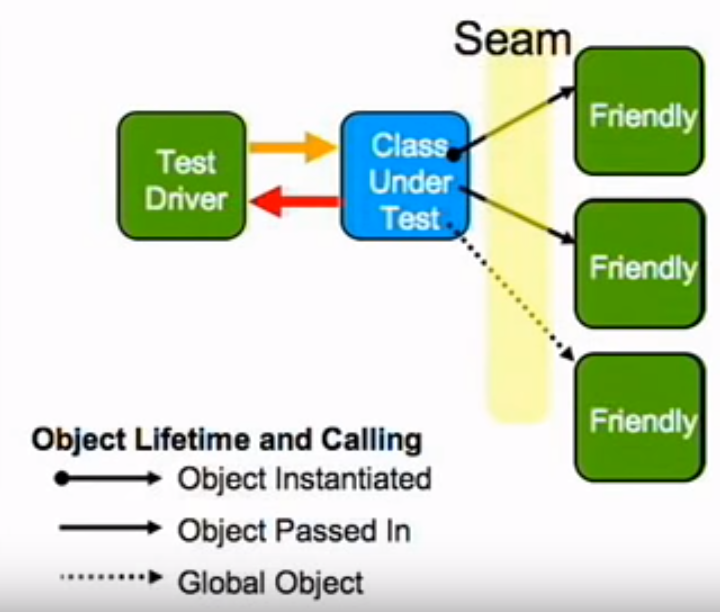 Seam
Friendly
Test
Driver
Class
Under
Test
Friendly
Friendly
Object Lifetime and Calling
Object Instantiated
Object Passed In
Global Object